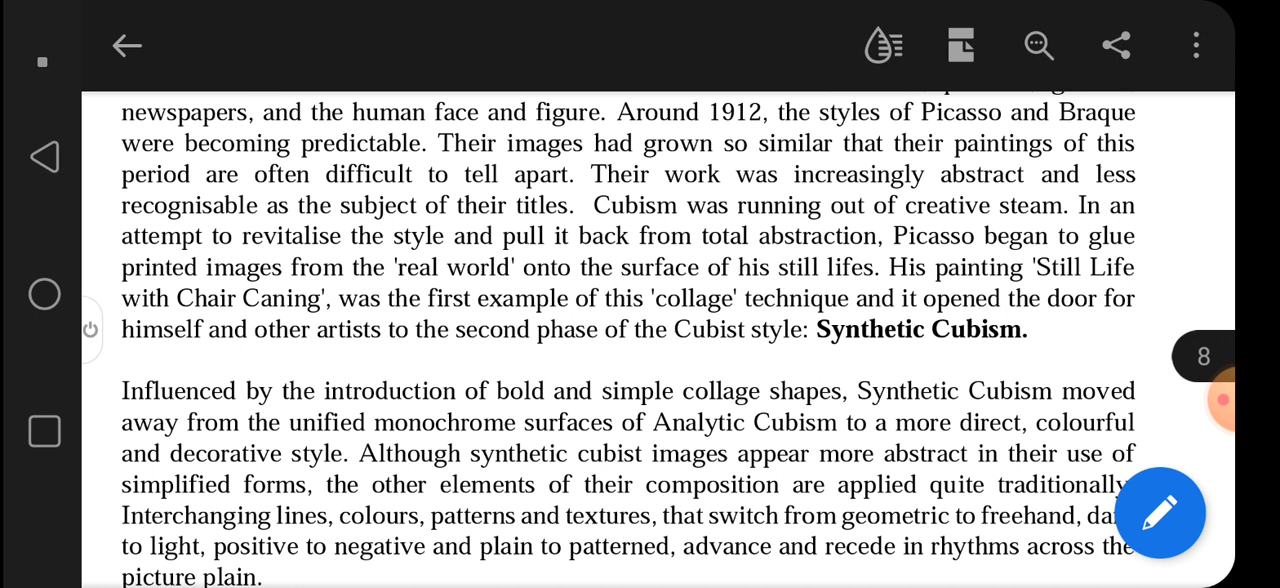 newspapers, and the human face and figure. Around 1912, the styles of Picasso and Braque
were becoming predictable. Their images had grown so similar that their paintings of this
period are often difficult to tell apart. Their work was increasingly abstract and less
recognisable as the subject of their titles.  Cubism was running out of creative steam. In an
attempt to revitalise the style and pull it back from total abstraction, Picasso began to glue
printed images from the 'real world' onto the surface of his still lifes. His painting 'Still Life
with Chair Caning', was the first example of this 'collage' technique and it opened the door for
himself and other artists to the second phase of the Cubist style: Synthetic Cubism.
8
Influenced by the introduction of bold and simple collage shapes, Synthetic Cubism moved
away from the unified monochrome surfaces of Analytic Cubism to a more direct, colourful
and decorative style. Although synthetic cubist images appear more abstract in their use of
simplified forms, the other elements of their composition are applied quite traditionally
Interchanging lines, colours, patterns and textures, that switch from geometric to freehand,
to light, positive to negative and plain to patterned, advance and recede in rhythms across the
picture plain.